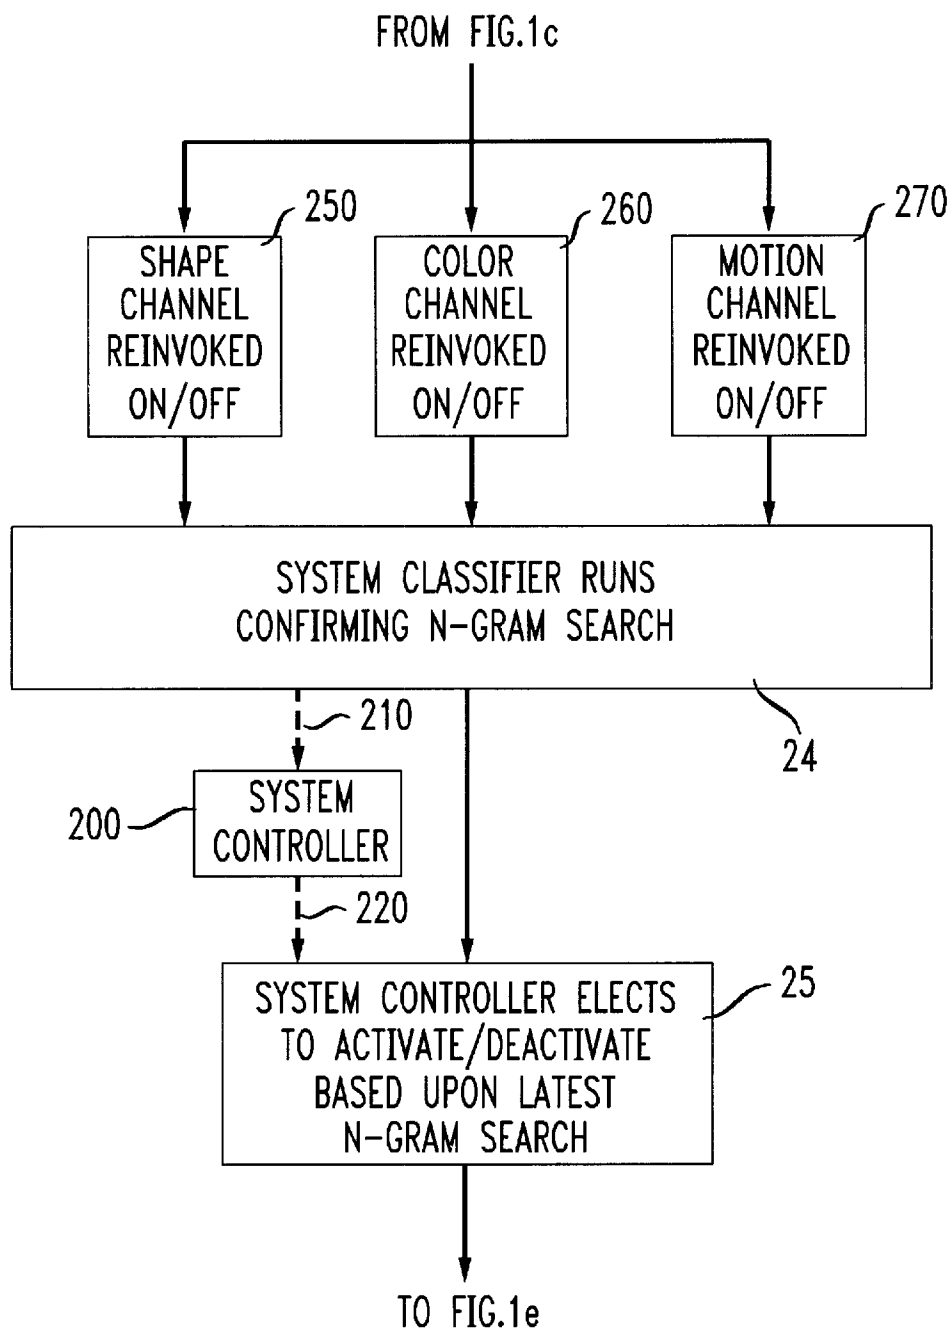 FROM FIG.1c
250
260
270
SHAPE
CHANNEL
REINVOKED
ON/OFF
COLOR
CHANNEL
REINVOKED
ON/OFF
MOTION
CHANNEL
REINVOKED
ON/OFF
SYSTEM CLASSIFIER RUNS
CONFIRMING N-GRAM SEARCH
24
210
200
SYSTEM
CONTROLLER
220
25
SYSTEM CONTROLLER ELECTS
TO ACTIVATE/DEACTIVATE
BASED UPON LATEST
N-GRAM SEARCH
TO FIG.1e